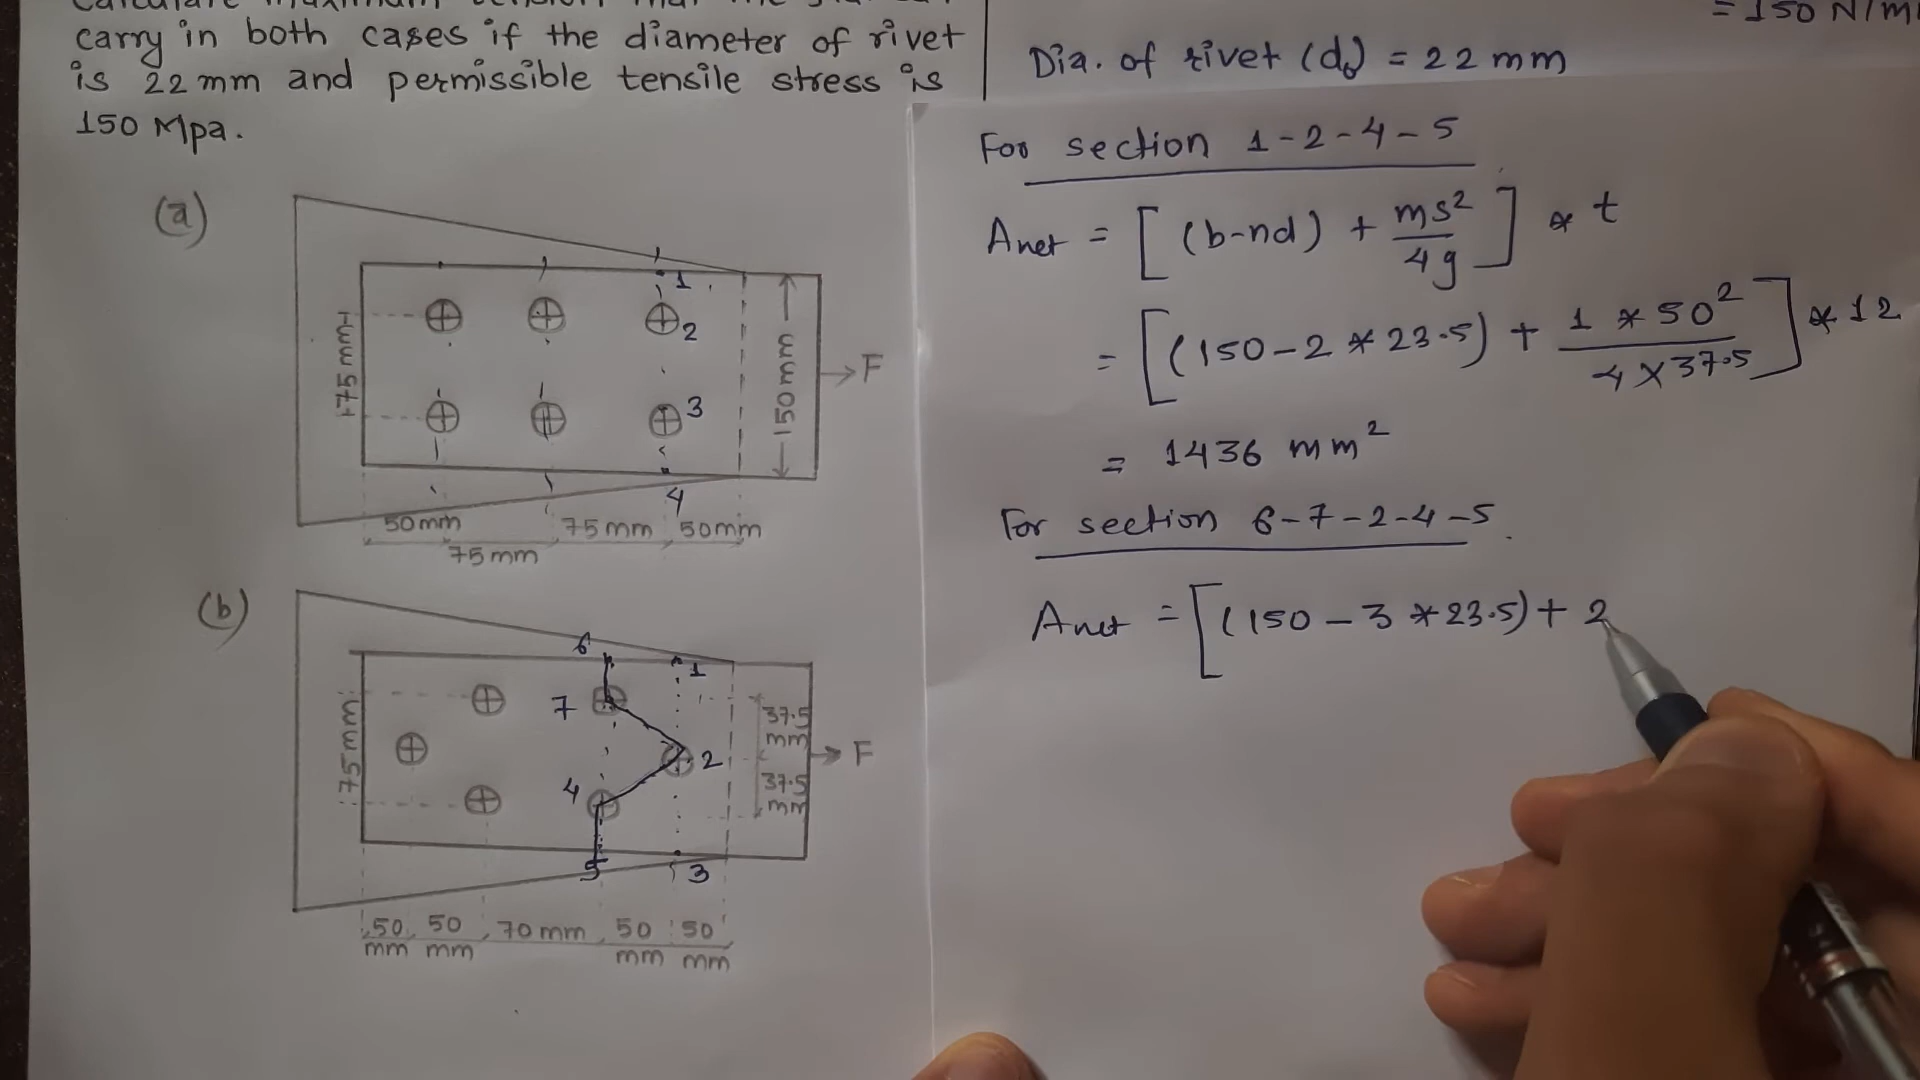 carry in both cases if the diameter of rivet
is 22 mm and permissible tensile stress is
150 Mpa.
= 150 N/m
Dia. of rivet (do) = 22 mm
(a)
1
2
3
4
75 mm
150 mm
F
50 mm
75 mm
75 mm
50 mm
(b)
6
1
7
2
4
5
3
75 mm
37.5
mm
37.5
mm
F
50 mm
50 mm
70 mm
50 mm
50 mm
For section 1-2-4-5
Anet = [(b-nd) + ms²/4g] * t
= [(150-2*23.5) + 1*50²/4×37.5] * 12
= 1436 mm²
For section 6-7-2-4-5
Anet = [(150-3*23.5)+2